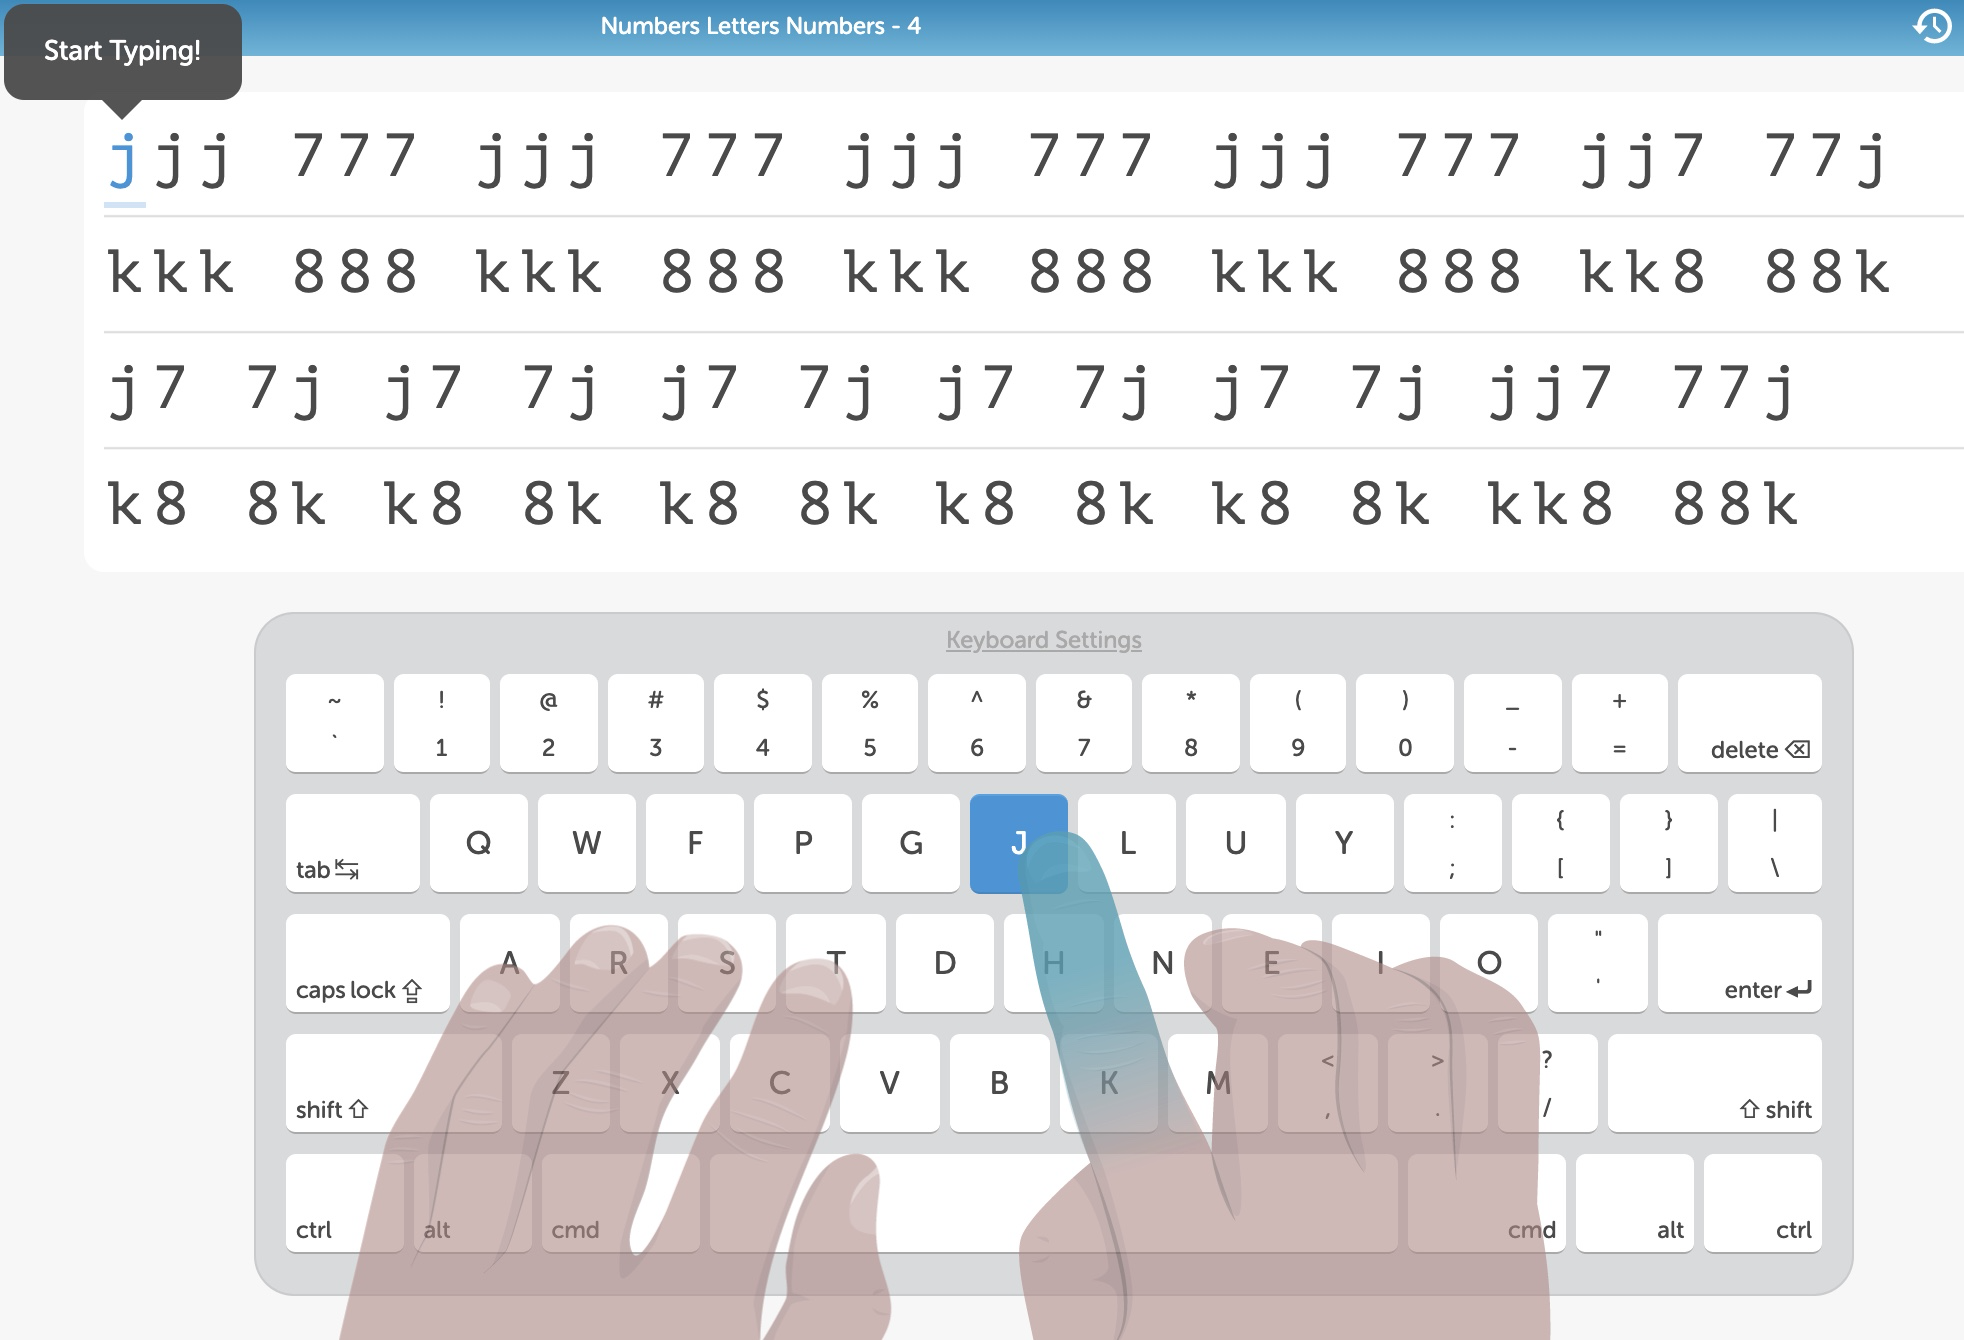 Numbers Letters Numbers - 4
Start Typing!
jjj 777 jjj 777 jjj 777 jjj 777 jj7 77j
kkk 888 kkk 888 kkk 888 kkk 888 kk8 88k
j7 7j j7 7j j7 7j j7 7j j7 7j jj7 77j
k8 8k k8 8k k8 8k k8 8k k8 8k kk8 88k
Keyboard Settings
~ ! @ # $ % ^ & * ( ) _ +
` 1 2 3 4 5 6 7 8 9 0 - = delete
tab Q W F P G J L U Y : ; { [ } ] | \
caps lock A R S T D H N E I O " ' enter
shift Z X C V B K M < , > . ? / shift
ctrl alt cmd cmd alt ctrl